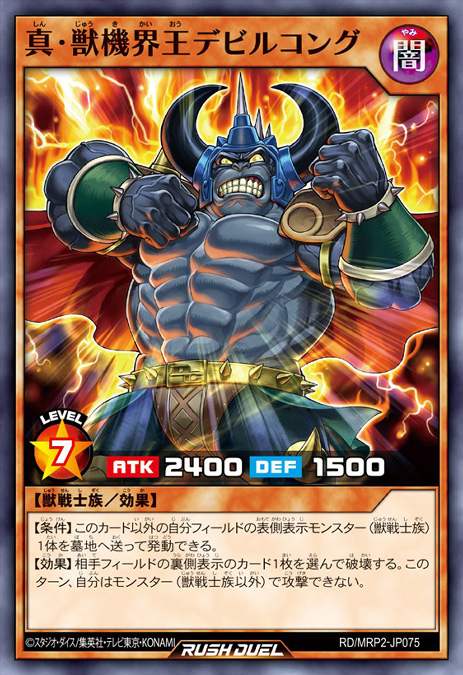 真・獣機界王デビルコング
闇
LEVEL
7
ATK 2400 DEF 1500
【獣戦士族／効果】
【条件】このカード以外の自分フィールドの表側表示モンスター（獣戦士族）
1体を墓地へ送って発動できる。
【効果】相手フィールドの裏側表示のカード1枚を選んで破壊する。この
ターン、自分はモンスター（獣戦士族以外）で攻撃できない。
©スタジオ・ダイス/集英社・テレビ東京・KONAMI
RUSH DUEL
RD/MRP2-JP075